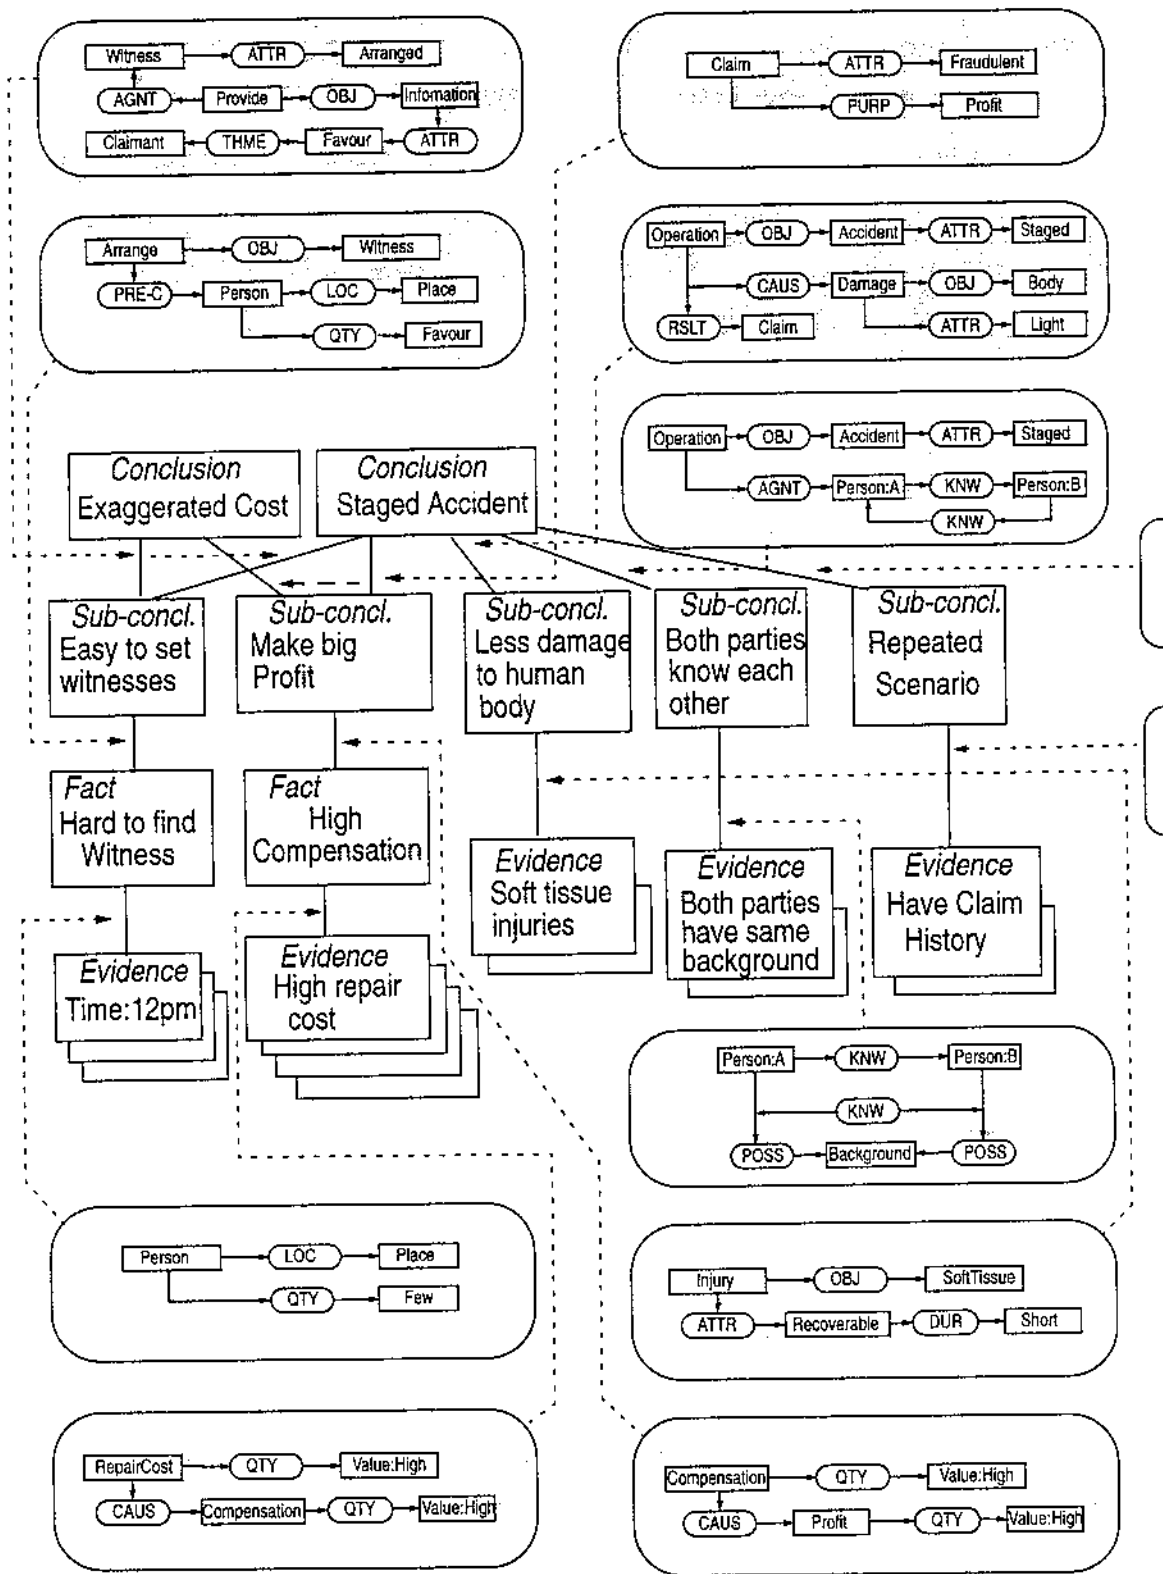 Witness ATTR Arranged
AGNT Provide OBJ Infomation
Claimant THME Favour ATTR
Claim ATTR Fraudulent
PURP Profit
Arrange OBJ Witness
PRE-C Person LOC Place
QTY Favour
Operation OBJ Accident ATTR Staged
CAUS Damage OBJ Body
RSLT Claim ATTR Light
Operation OBJ Accident ATTR Staged
AGNT Person:A KNW Person:B
KNW
Conclusion
Exaggerated Cost
Conclusion
Staged Accident
Sub-concl.
Easy to set
witnesses
Sub-concl.
Make big
Profit
Sub-concl.
Less damage
to human
body
Sub-concl.
Both parties
know each
other
Sub-concl.
Repeated
Scenario
Fact
Hard to find
Witness
Fact
High
Compensation
Evidence
Soft tissue
injuries
Evidence
Both parties
have same
background
Evidence
Have Claim
History
Evidence
Time:12pm
Evidence
High repair
cost
Person:A KNW Person:B
KNW
POSS Background POSS
Person LOC Place
QTY Few
Injury OBJ SoftTissue
ATTR Recoverable DUR Short
RepairCost QTY Value:High
CAUS Compensation QTY Value:High
Compensation QTY Value:High
CAUS Profit QTY Value:High